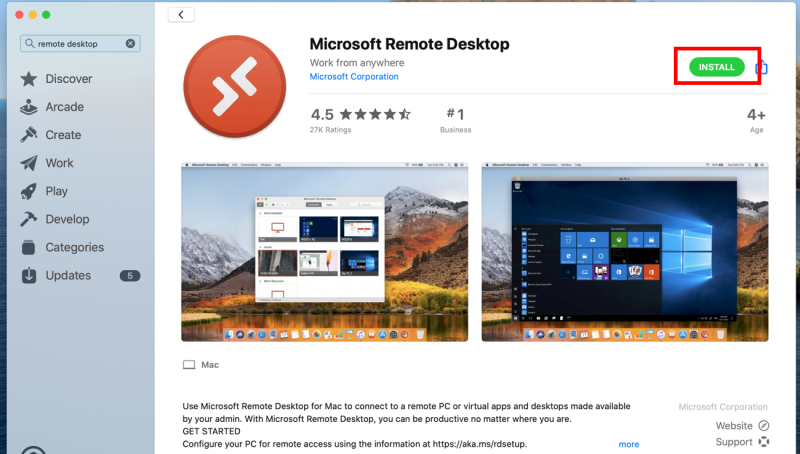 remote desktop
Discover
Arcade
Create
Work
Play
Develop
Categories
Updates
5
Microsoft Remote Desktop
Work from anywhere
Microsoft Corporation
INSTALL
4.5
27K Ratings
#1
Business
4+
Age
Mac
Use Microsoft Remote Desktop for Mac to connect to a remote PC or virtual apps and desktops made available
by your admin. With Microsoft Remote Desktop, you can be productive no matter where you are.
GET STARTED
Configure your PC for remote access using the information at https://aka.ms/rdsetup.
more
Microsoft Corporation
Website
Support